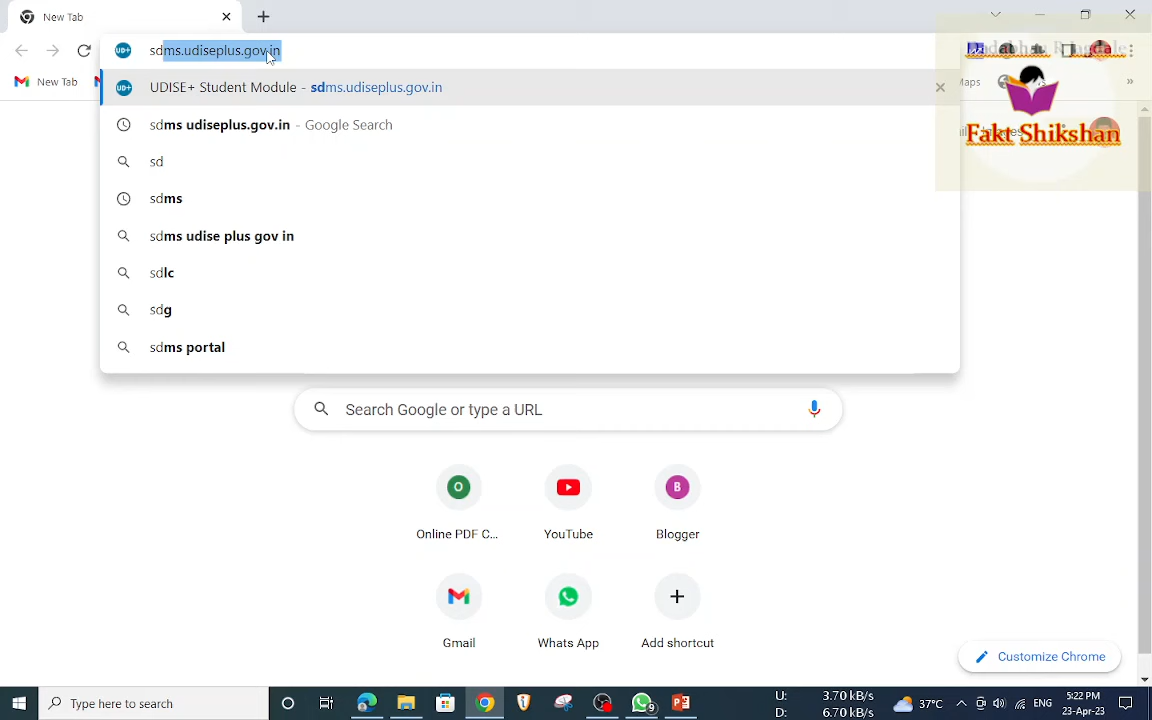 New Tab
sdms.udiseplus.gov.in
New Tab
UDISE+ Student Module - sdms.udiseplus.gov.in
sdms udiseplus.gov.in - Google Search
sd
sdms
sdms udise plus gov in
sdlc
sdg
sdms portal
Maps
Fakt Shikshan
Search Google or type a URL
O
B
Online PDF C...
YouTube
Blogger
Gmail
Whats App
Add shortcut
Customize Chrome
Type here to search
9
U: 3.70 kB/s
D: 6.70 kB/s
37°C
ENG
5:22 PM
23-Apr-23